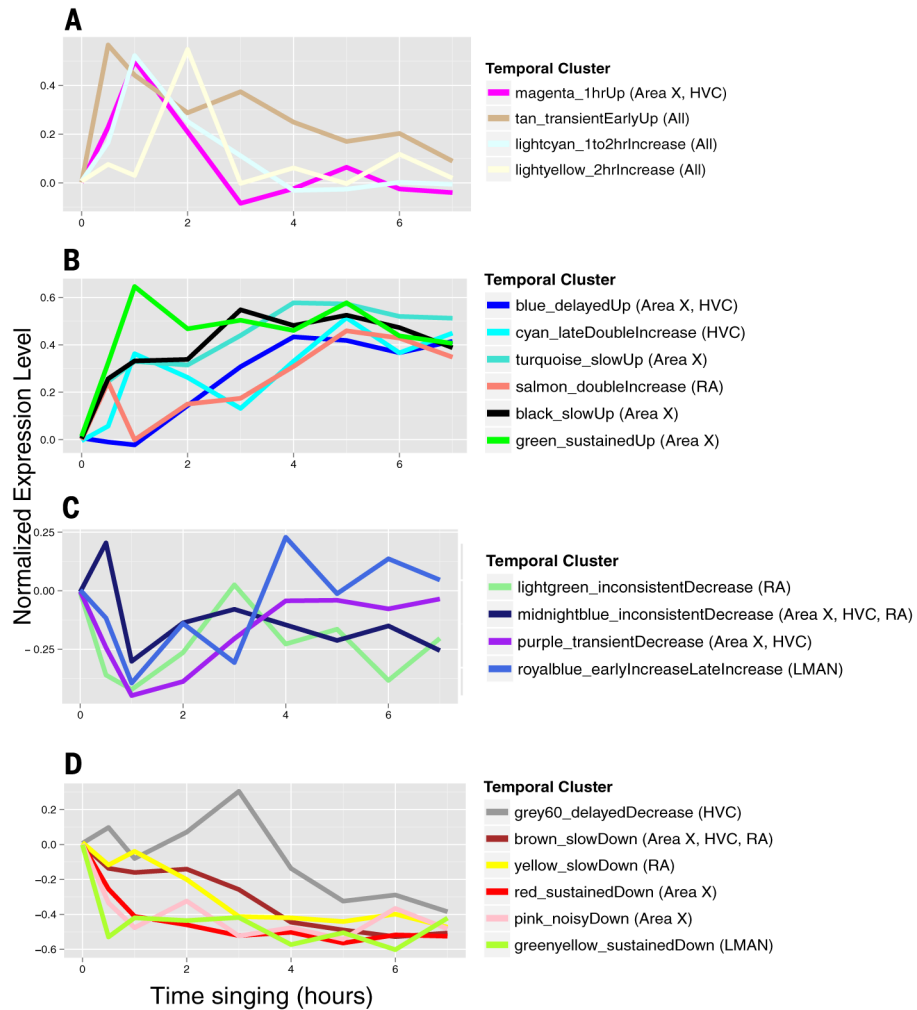 A
0.4
0.2
0.0
0 2 4 6
Temporal Cluster
magenta_1hrUp (Area X, HVC)
tan_transientEarlyUp (All)
lightcyan_1to2hrIncrease (All)
lightyellow_2hrIncrease (All)
B
0.6
0.4
0.2
0.0
0 2 4 6
Temporal Cluster
blue_delayedUp (Area X, HVC)
cyan_lateDoubleIncrease (HVC)
turquoise_slowUp (Area X)
salmon_doubleIncrease (RA)
black_slowUp (Area X)
green_sustainedUp (Area X)
Normalized Expression Level
C
0.25
0.00
−0.25
0 2 4 6
Temporal Cluster
lightgreen_inconsistentDecrease (RA)
midnightblue_inconsistentDecrease (Area X, HVC, RA)
purple_transientDecrease (Area X, HVC)
royalblue_earlyIncreaseLateIncrease (LMAN)
D
0.2
0.0
−0.2
−0.4
−0.6
0 2 4 6
Temporal Cluster
grey60_delayedDecrease (HVC)
brown_slowDown (Area X, HVC, RA)
yellow_slowDown (RA)
red_sustainedDown (Area X)
pink_noisyDown (Area X)
greenyellow_sustainedDown (LMAN)
Time singing (hours)